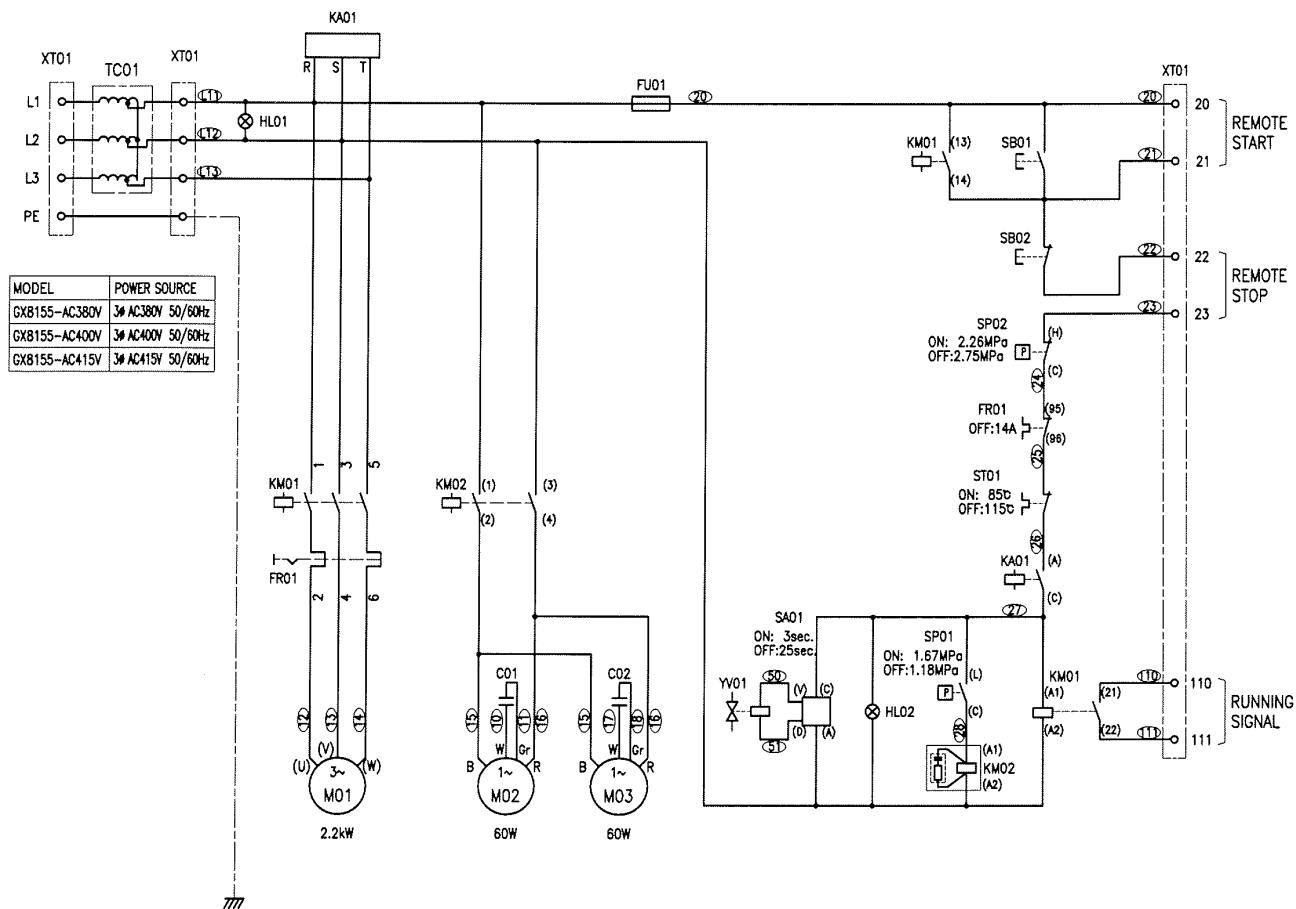 KA01
XT01
TC01
XT01
R S T
L1
L11
L2
L12
HL01
L3
L13
PE
FU01
20
XT01
20
20
REMOTE
START
KM01
(13)
(14)
SB01
21
21
SB02
22
22
REMOTE
STOP
23
23
MODEL
POWER SOURCE
GX8155-AC380V
3φ AC380V 50/60Hz
GX8155-AC400V
3φ AC400V 50/60Hz
GX8155-AC415V
3φ AC415V 50/60Hz
SP02
ON: 2.26MPa
OFF:2.75MPa
P
(H)
(C)
24
FR01
OFF:14A
(95)
(96)
25
ST01
ON: 85℃
OFF:115℃
26
KA01
(A)
(C)
27
1 3 5
KM01
FR01
2 4 6
KM02
(1)
(2)
(3)
(4)
12
13
14
(U)
(V)
(W)
3~
M01
2.2kW
C01
15
10
11
16
B
W
Gr
R
1~
M02
60W
C02
15
17
18
16
B
W
Gr
R
1~
M03
60W
SA01
ON: 3sec.
OFF:25sec.
YV01
50
51
(V)
(C)
(D)
(A)
HL02
SP01
ON: 1.67MPa
OFF:1.18MPa
P
(L)
(C)
28
(A1)
KM02
(A2)
KM01
(A1)
(A2)
(21)
(22)
110
110
111
111
RUNNING
SIGNAL